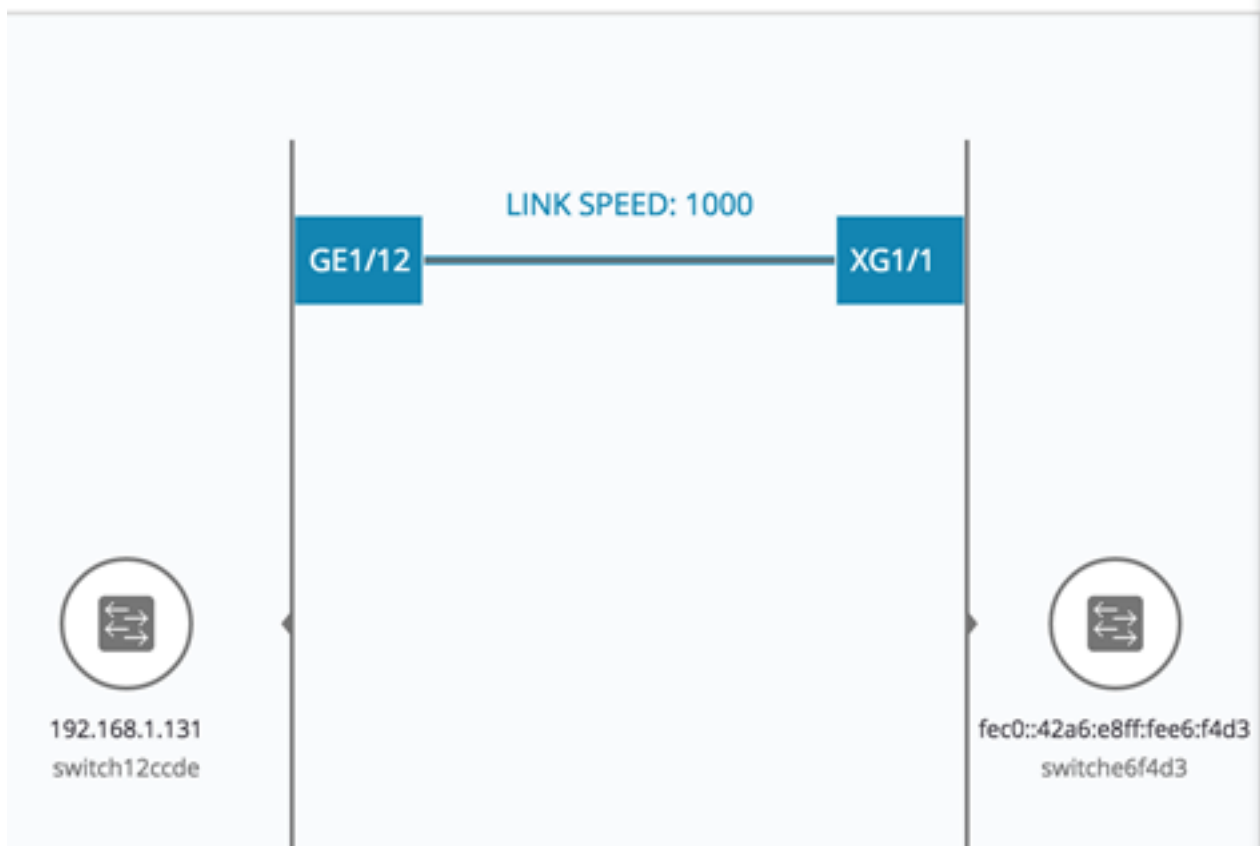 LINK SPEED: 1000
GE1/12
XG1/1
192.168.1.131
switch12ccde
fec0::42a6:e8ff:fee6:f4d3
switche6f4d3